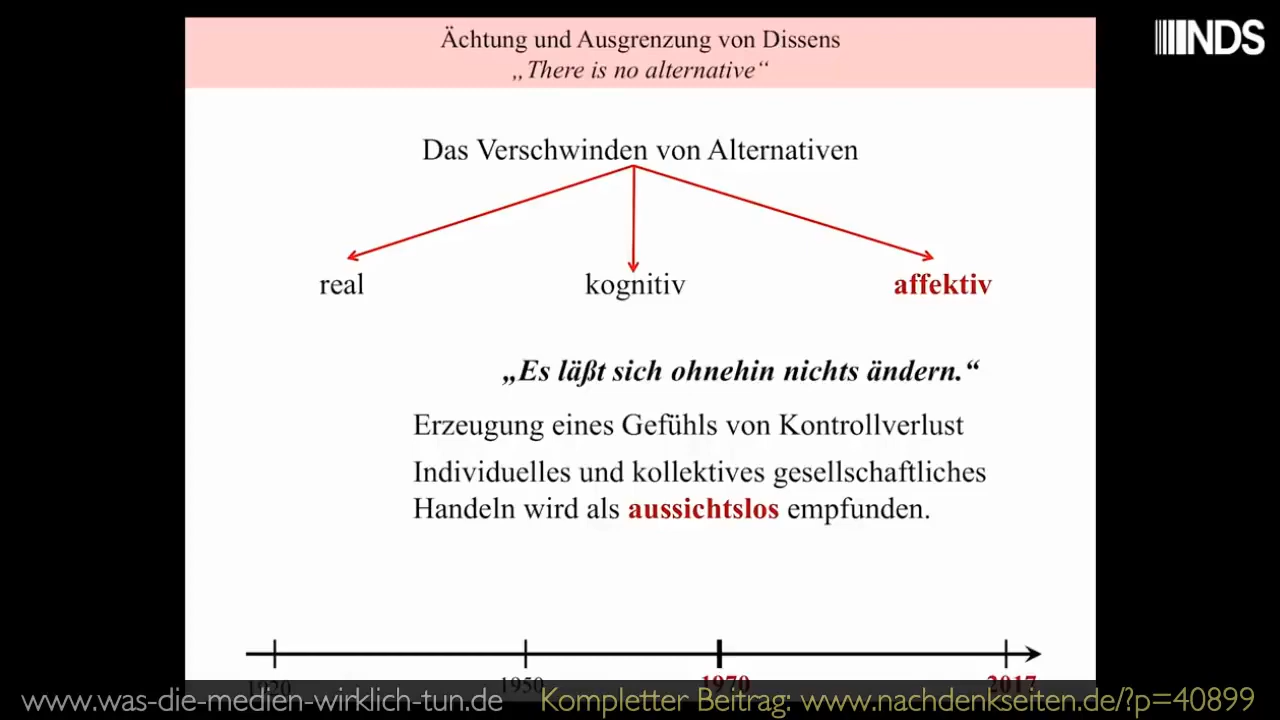 Ächtung und Ausgrenzung von Dissens
„There is no alternative“
NDS
Das Verschwinden von Alternativen
real kognitiv affektiv
„Es läßt sich ohnehin nichts ändern.“
Erzeugung eines Gefühls von Kontrollverlust
Individuelles und kollektives gesellschaftliches
Handeln wird als aussichtslos empfunden.
1920 1950 1970 2017
www.was-die-medien-wirklich-tun.de Kompletter Beitrag: www.nachdenkseiten.de/?p=40899